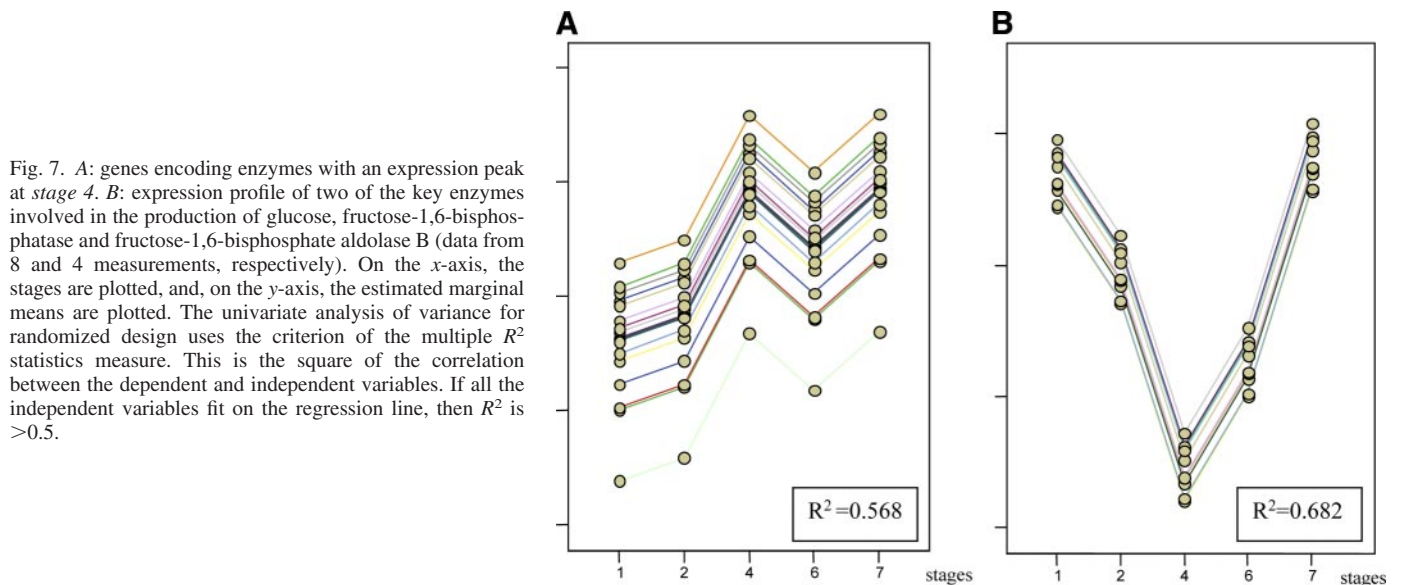 Fig. 7. A: genes encoding enzymes with an expression peak
at stage 4. B: expression profile of two of the key enzymes
involved in the production of glucose, fructose-1,6-bisphos-
phatase and fructose-1,6-bisphosphate aldolase B (data from
8 and 4 measurements, respectively). On the x-axis, the
stages are plotted, and, on the y-axis, the estimated marginal
means are plotted. The univariate analysis of variance for
randomized design uses the criterion of the multiple R²
statistics measure. This is the square of the correlation
between the dependent and independent variables. If all the
independent variables fit on the regression line, then R² is
>0.5.
A
R² =0.568
1 2 4 6 7 stages
B
R²=0.682
1 2 4 6 7 stages